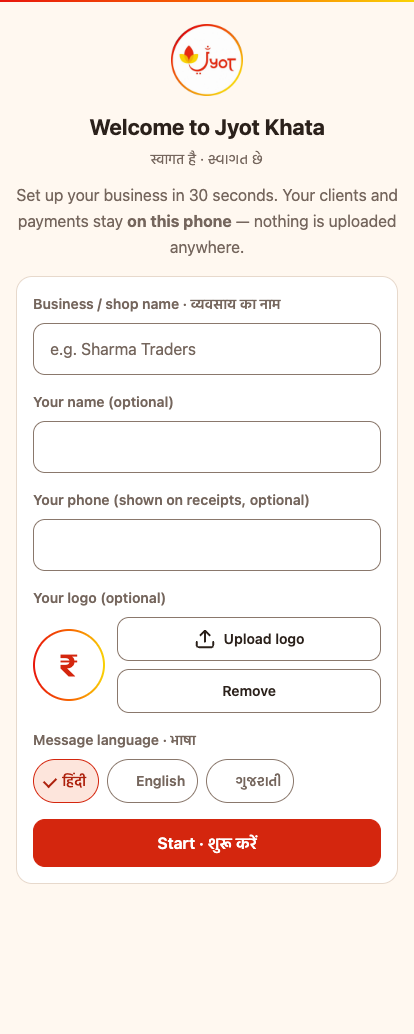 Jyot
Welcome to Jyot Khata
स्वागत है · સ્વાગત છે
Set up your business in 30 seconds. Your clients and
payments stay on this phone — nothing is uploaded
anywhere.
Business / shop name · व्यवसाय का नाम
e.g. Sharma Traders
Your name (optional)
Your phone (shown on receipts, optional)
Your logo (optional)
₹
Upload logo
Remove
Message language · भाषा
हिंदी
English
ગુજરાતી
Start · शुरू करें